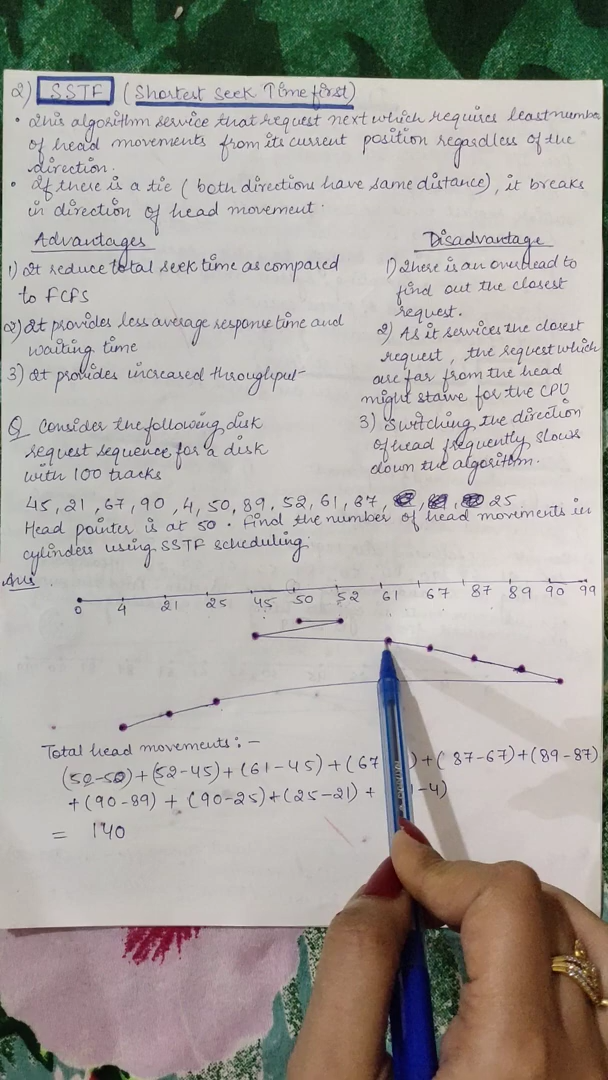 2) SSTF (Shortest Seek Time first)
• This algorithm service that request next which requires least number
of head movements from its current position regardless of the
direction.
• If there is a tie ( both directions have same distance), it breaks
in direction of head movement.
Advantages
1) It reduce total seek time as compared
to FCFS
2) It provides less average response time and
waiting time
3) It provides increased throughput
Disadvantage
1) There is an overhead to
find out the closest
request.
2) As it services the closest
request, the request which
are far from the head
might starve for the CPU
3) Switching the direction
of head frequently slows
down the algorithm.
Q Consider the following disk
request sequence for a disk
with 100 tracks
45, 21, 67, 90, 4, 50, 89, 52, 61, 87, 25
Head pointer is at 50. Find the number of head movements in
cylinders using SSTF scheduling.
Ans
0 4 21 25 45 50 52 61 67 87 89 90 99
Total head movements :-
(52-50)+(52-45)+(61-45)+(67 )+(87-67)+(89-87)
+(90-89)+(90-25)+(25-21)+ 1-4)
= 140